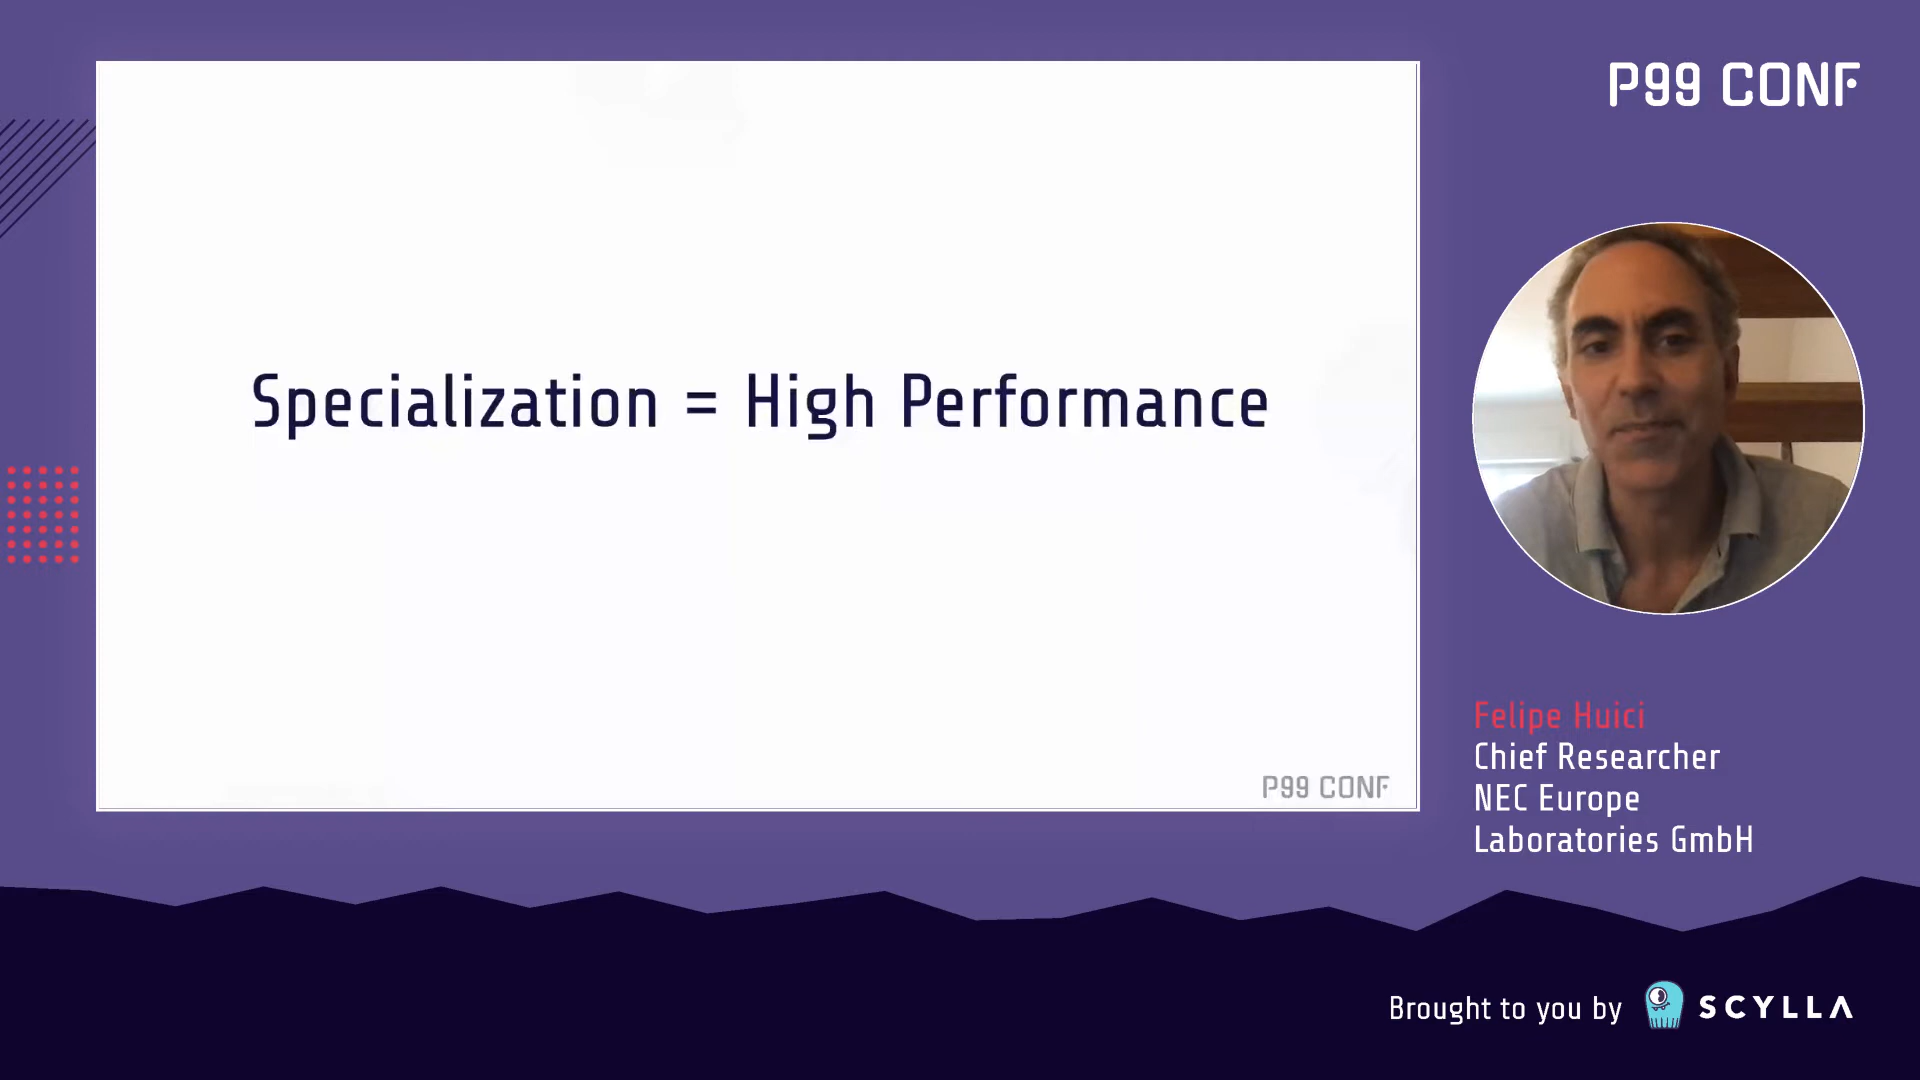 P99 CONF
Specialization = High Performance
P99 CONF
Felipe Huici
Chief Researcher
NEC Europe
Laboratories GmbH
Brought to you by SCYLLA